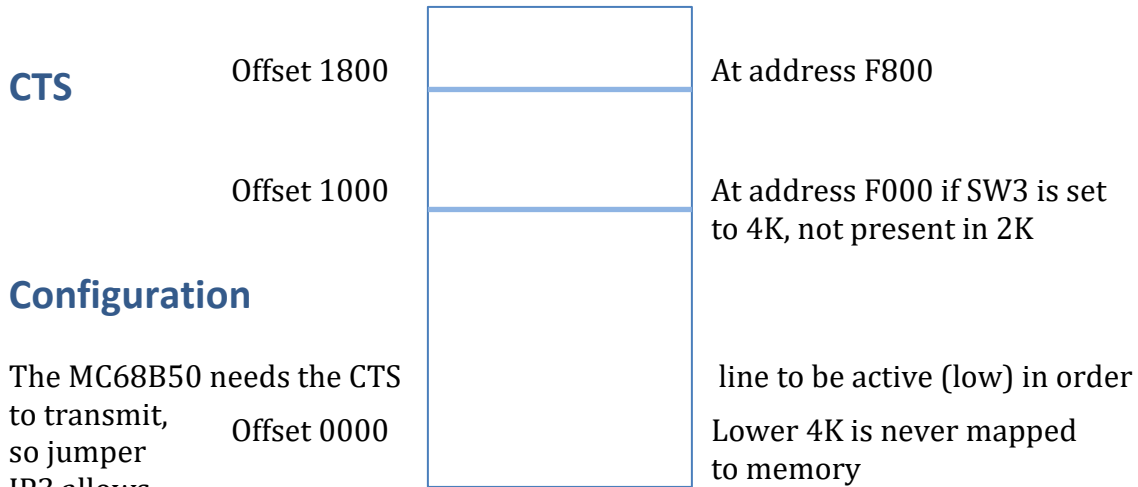 CTS
Offset 1800
At address F800
Offset 1000
At address F000 if SW3 is set
to 4K, not present in 2K
Configuration
The MC68B50 needs the CTS line to be active (low) in order
to transmit,
so jumper
Offset 0000
Lower 4K is never mapped
to memory
allows